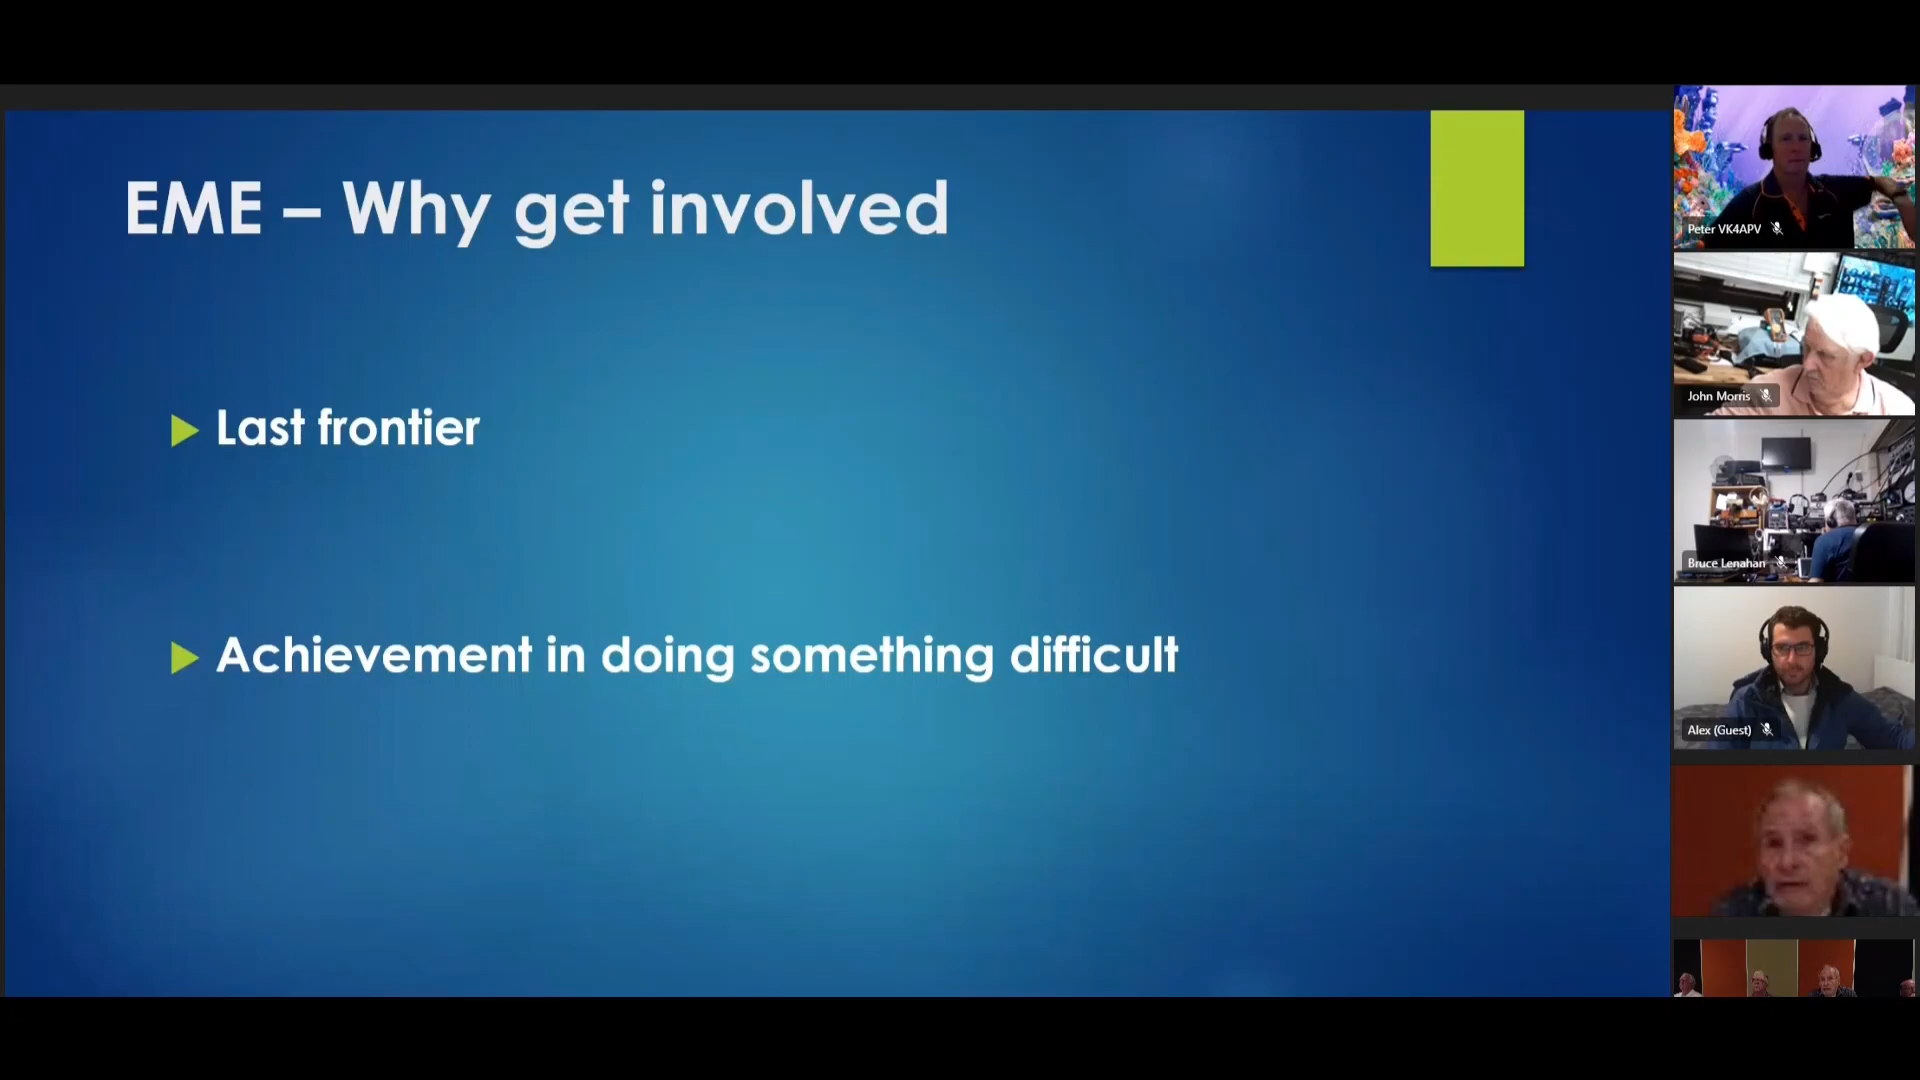 EME – Why get involved
Last frontier
Achievement in doing something difficult
Peter VK4APV
John Morris
Bruce Lenahan
Alex (Guest)